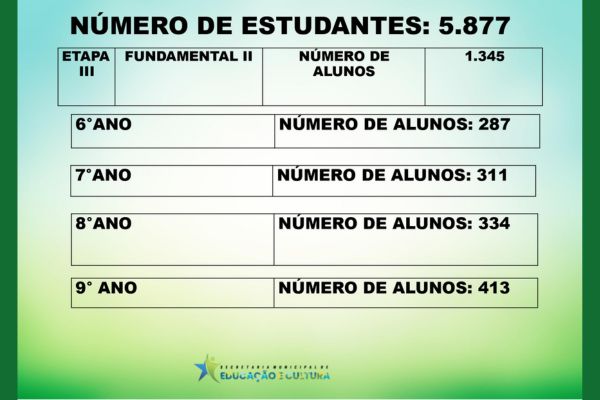 NÚMERO DE ESTUDANTES: 5.877
ETAPA III FUNDAMENTAL II NÚMERO DE ALUNOS 1.345
6°ANO NÚMERO DE ALUNOS: 287
7°ANO NÚMERO DE ALUNOS: 311
8°ANO NÚMERO DE ALUNOS: 334
9° ANO NÚMERO DE ALUNOS: 413
SECRETARIA MUNICIPAL DE
EDUCAÇÃO E CULTURA